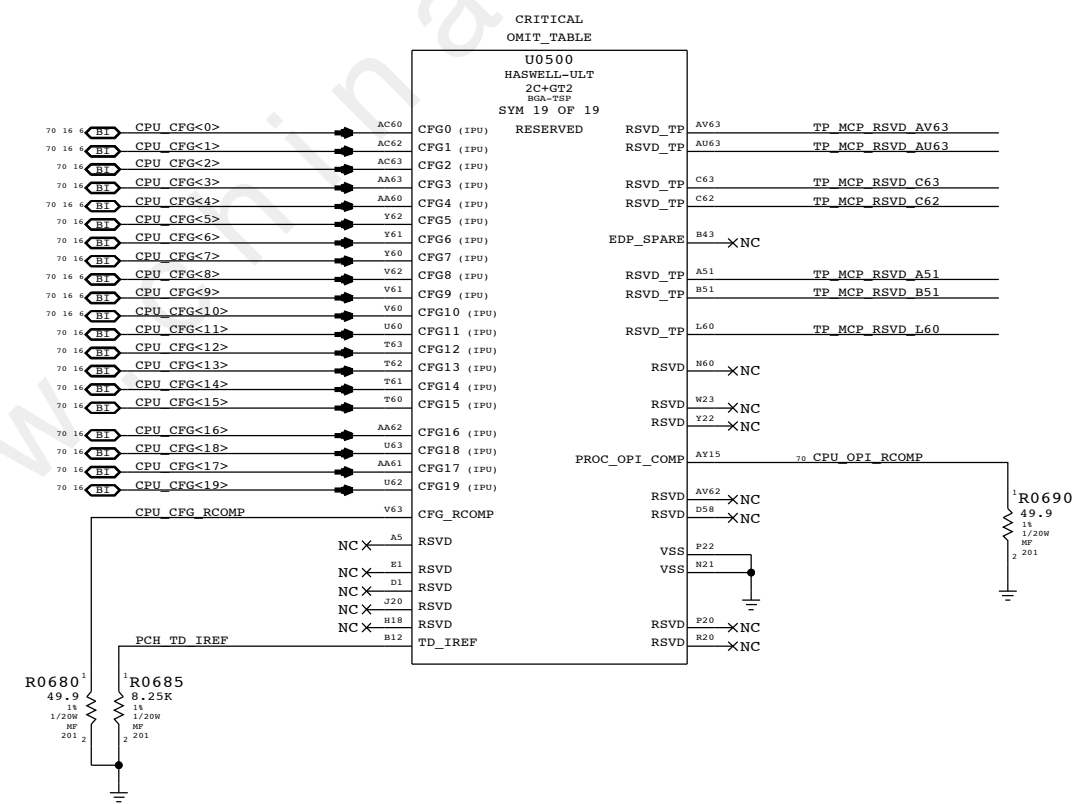 CRITICAL
OMIT_TABLE
U0500
HASWELL-ULT
2C+GT2
BGA-TSP
SYM 19 OF 19
RESERVED
70 16 6 BI CPU_CFG<0> AC60 CFG0 (IPU)
70 16 6 BI CPU_CFG<1> AC62 CFG1 (IPU)
70 16 BI CPU_CFG<2> AC63 CFG2 (IPU)
70 16 BI CPU_CFG<3> AA63 CFG3 (IPU)
70 16 6 BI CPU_CFG<4> AA60 CFG4 (IPU)
70 16 BI CPU_CFG<5> Y62 CFG5 (IPU)
70 16 BI CPU_CFG<6> Y61 CFG6 (IPU)
70 16 BI CPU_CFG<7> Y60 CFG7 (IPU)
70 16 6 BI CPU_CFG<8> V62 CFG8 (IPU)
70 16 6 BI CPU_CFG<9> V61 CFG9 (IPU)
70 16 6 BI CPU_CFG<10> V60 CFG10 (IPU)
70 16 BI CPU_CFG<11> U60 CFG11 (IPU)
70 16 BI CPU_CFG<12> T63 CFG12 (IPU)
70 16 BI CPU_CFG<13> T62 CFG13 (IPU)
70 16 BI CPU_CFG<14> T61 CFG14 (IPU)
70 16 BI CPU_CFG<15> T60 CFG15 (IPU)
70 16 BI CPU_CFG<16> AA62 CFG16 (IPU)
70 16 BI CPU_CFG<18> U63 CFG18 (IPU)
70 16 BI CPU_CFG<17> AA61 CFG17 (IPU)
70 16 BI CPU_CFG<19> U62 CFG19 (IPU)
CPU_CFG_RCOMP V63 CFG_RCOMP
NC A5 RSVD
NC E1 RSVD
NC D1 RSVD
NC J20 RSVD
NC H18 RSVD
PCH_TD_IREF B12 TD_IREF
RSVD_TP AV63 TP_MCP_RSVD_AV63
RSVD_TP AU63 TP_MCP_RSVD_AU63
RSVD_TP C63 TP_MCP_RSVD_C63
RSVD_TP C62 TP_MCP_RSVD_C62
EDP_SPARE B43 NC
RSVD_TP A51 TP_MCP_RSVD_A51
RSVD_TP B51 TP_MCP_RSVD_B51
RSVD_TP L60 TP_MCP_RSVD_L60
RSVD N60 NC
RSVD W23 NC
RSVD Y22 NC
PROC_OPI_COMP AY15 70 CPU_OPI_RCOMP
RSVD AV62 NC
RSVD D58 NC
VSS P22
VSS N21
RSVD P20 NC
RSVD R20 NC
1 R0690
49.9
1%
1/20W
MF
2 201
R0680 1
49.9
1%
1/20W
MF
201 2
1 R0685
8.25K
1%
1/20W
MF
2 201
w.china